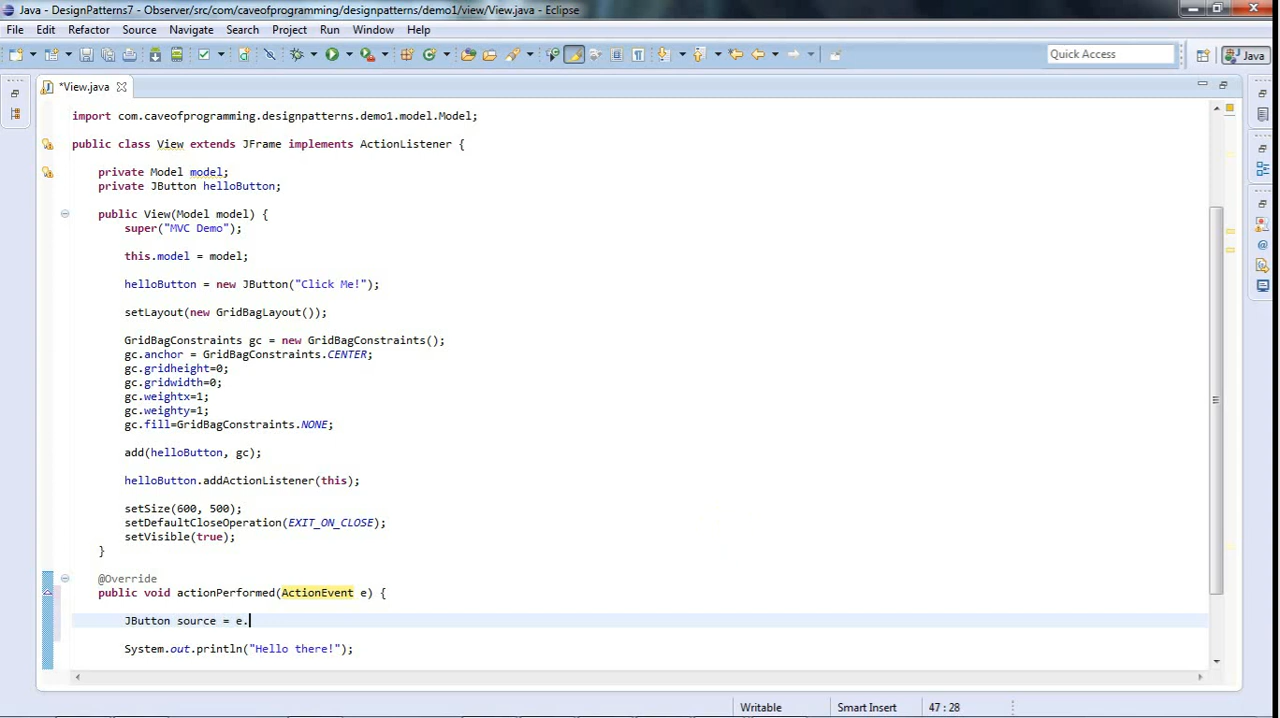 Java - DesignPatterns7 - Observer/src/com/caveofprogramming/designpatterns/demo1/view/View.java - Eclipse
File Edit Refactor Source Navigate Search Project Run Window Help
Quick Access
Java
*View.java
import com.caveofprogramming.designpatterns.demo1.model.Model;
public class View extends JFrame implements ActionListener {
private Model model;
private JButton helloButton;
public View(Model model) {
super("MVC Demo");
this.model = model;
helloButton = new JButton("Click Me!");
setLayout(new GridBagLayout());
GridBagConstraints gc = new GridBagConstraints();
gc.anchor = GridBagConstraints.CENTER;
gc.gridheight=0;
gc.gridwidth=0;
gc.weightx=1;
gc.weighty=1;
gc.fill=GridBagConstraints.NONE;
add(helloButton, gc);
helloButton.addActionListener(this);
setSize(600, 500);
setDefaultCloseOperation(EXIT_ON_CLOSE);
setVisible(true);
}
@Override
public void actionPerformed(ActionEvent e) {
JButton source = e.
System.out.println("Hello there!");
Writable Smart Insert 47 : 28